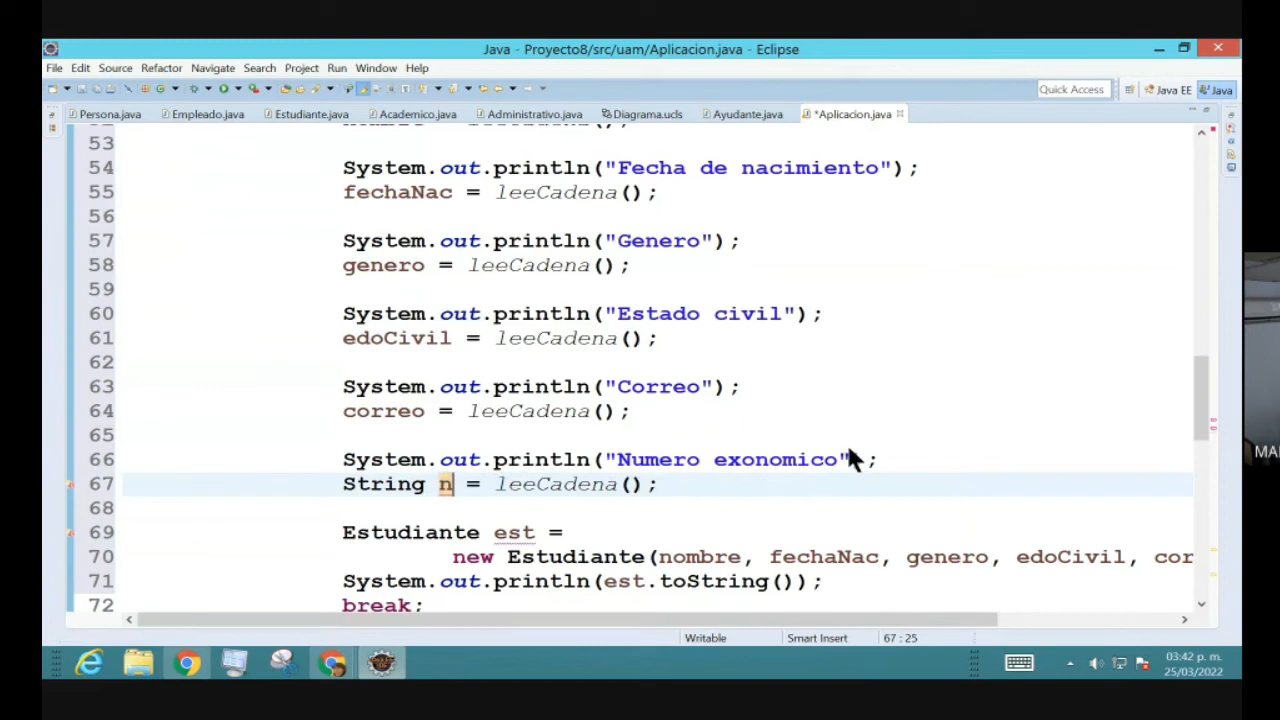 Java - Proyecto8/src/uam/Aplicacion.java - Eclipse
File Edit Source Refactor Navigate Search Project Run Window Help
Quick Access Java EE Java
Persona.java Empleado.java Estudiante.java Academico.java Administrativo.java Diagrama.ucls Ayudante.java *Aplicacion.java
53
54 System.out.println("Fecha de nacimiento");
55 fechaNac = leeCadena();
56
57 System.out.println("Genero");
58 genero = leeCadena();
59
60 System.out.println("Estado civil");
61 edoCivil = leeCadena();
62
63 System.out.println("Correo");
64 correo = leeCadena();
65
66 System.out.println("Numero exonomico" ;
67 String n = leeCadena();
68
69 Estudiante est =
70 new Estudiante(nombre, fechaNac, genero, edoCivil, cor
71 System.out.println(est.toString());
72 break;
Writable Smart Insert 67 : 25
03:42 p. m.
25/03/2022